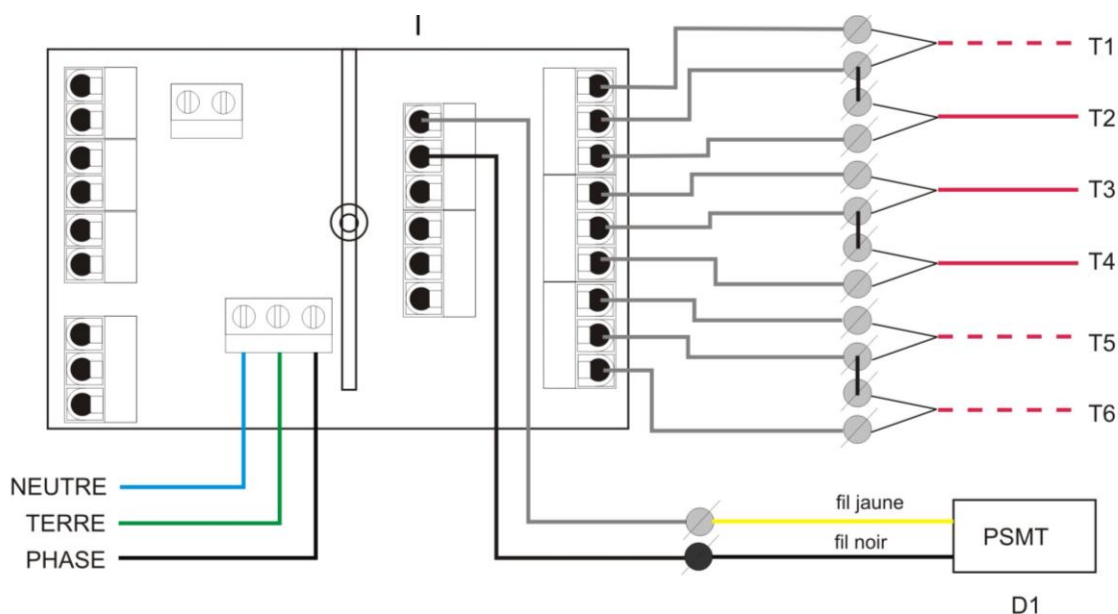 I
T1
T2
T3
T4
T5
T6
NEUTRE
TERRE
PHASE
fil jaune
fil noir
PSMT
D1